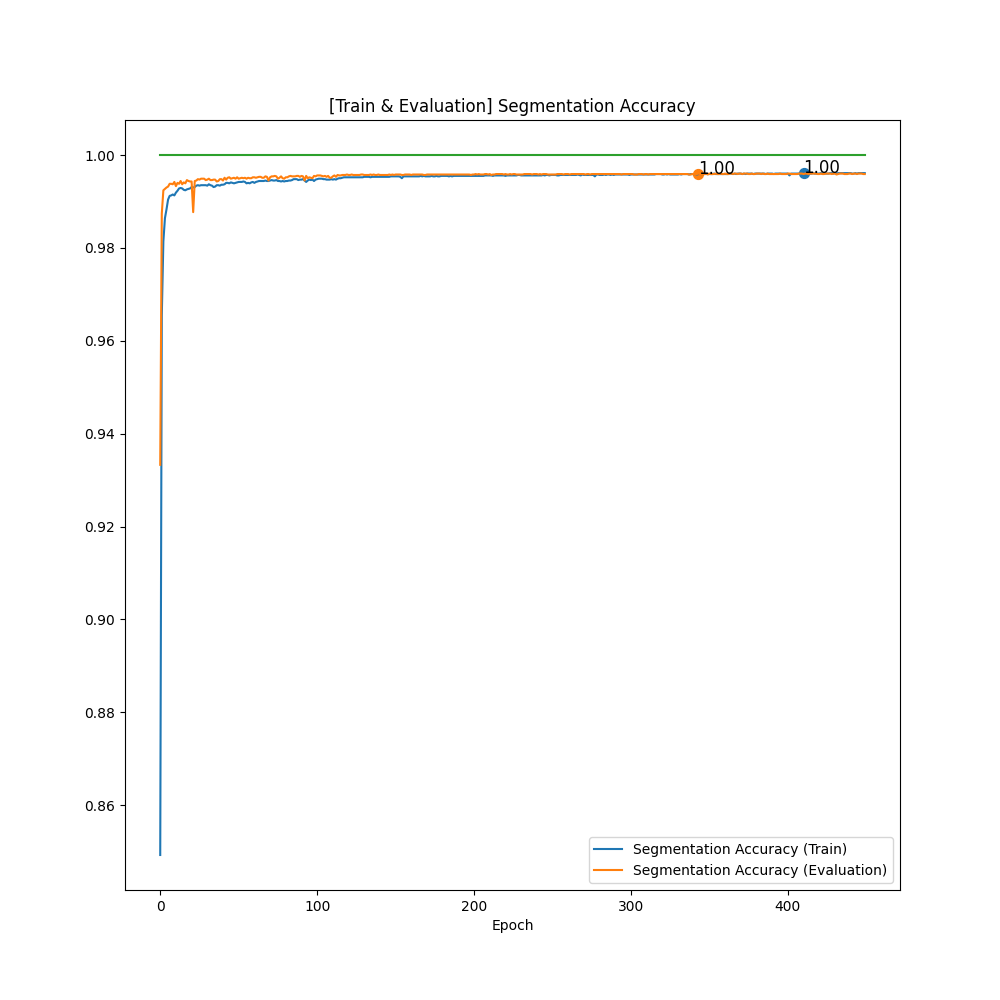 [Train & Evaluation] Segmentation Accuracy
1.00
1.00
1.00
0.98
0.96
0.94
0.92
0.90
0.88
0.86
Segmentation Accuracy (Train)
Segmentation Accuracy (Evaluation)
0 100 200 300 400
Epoch